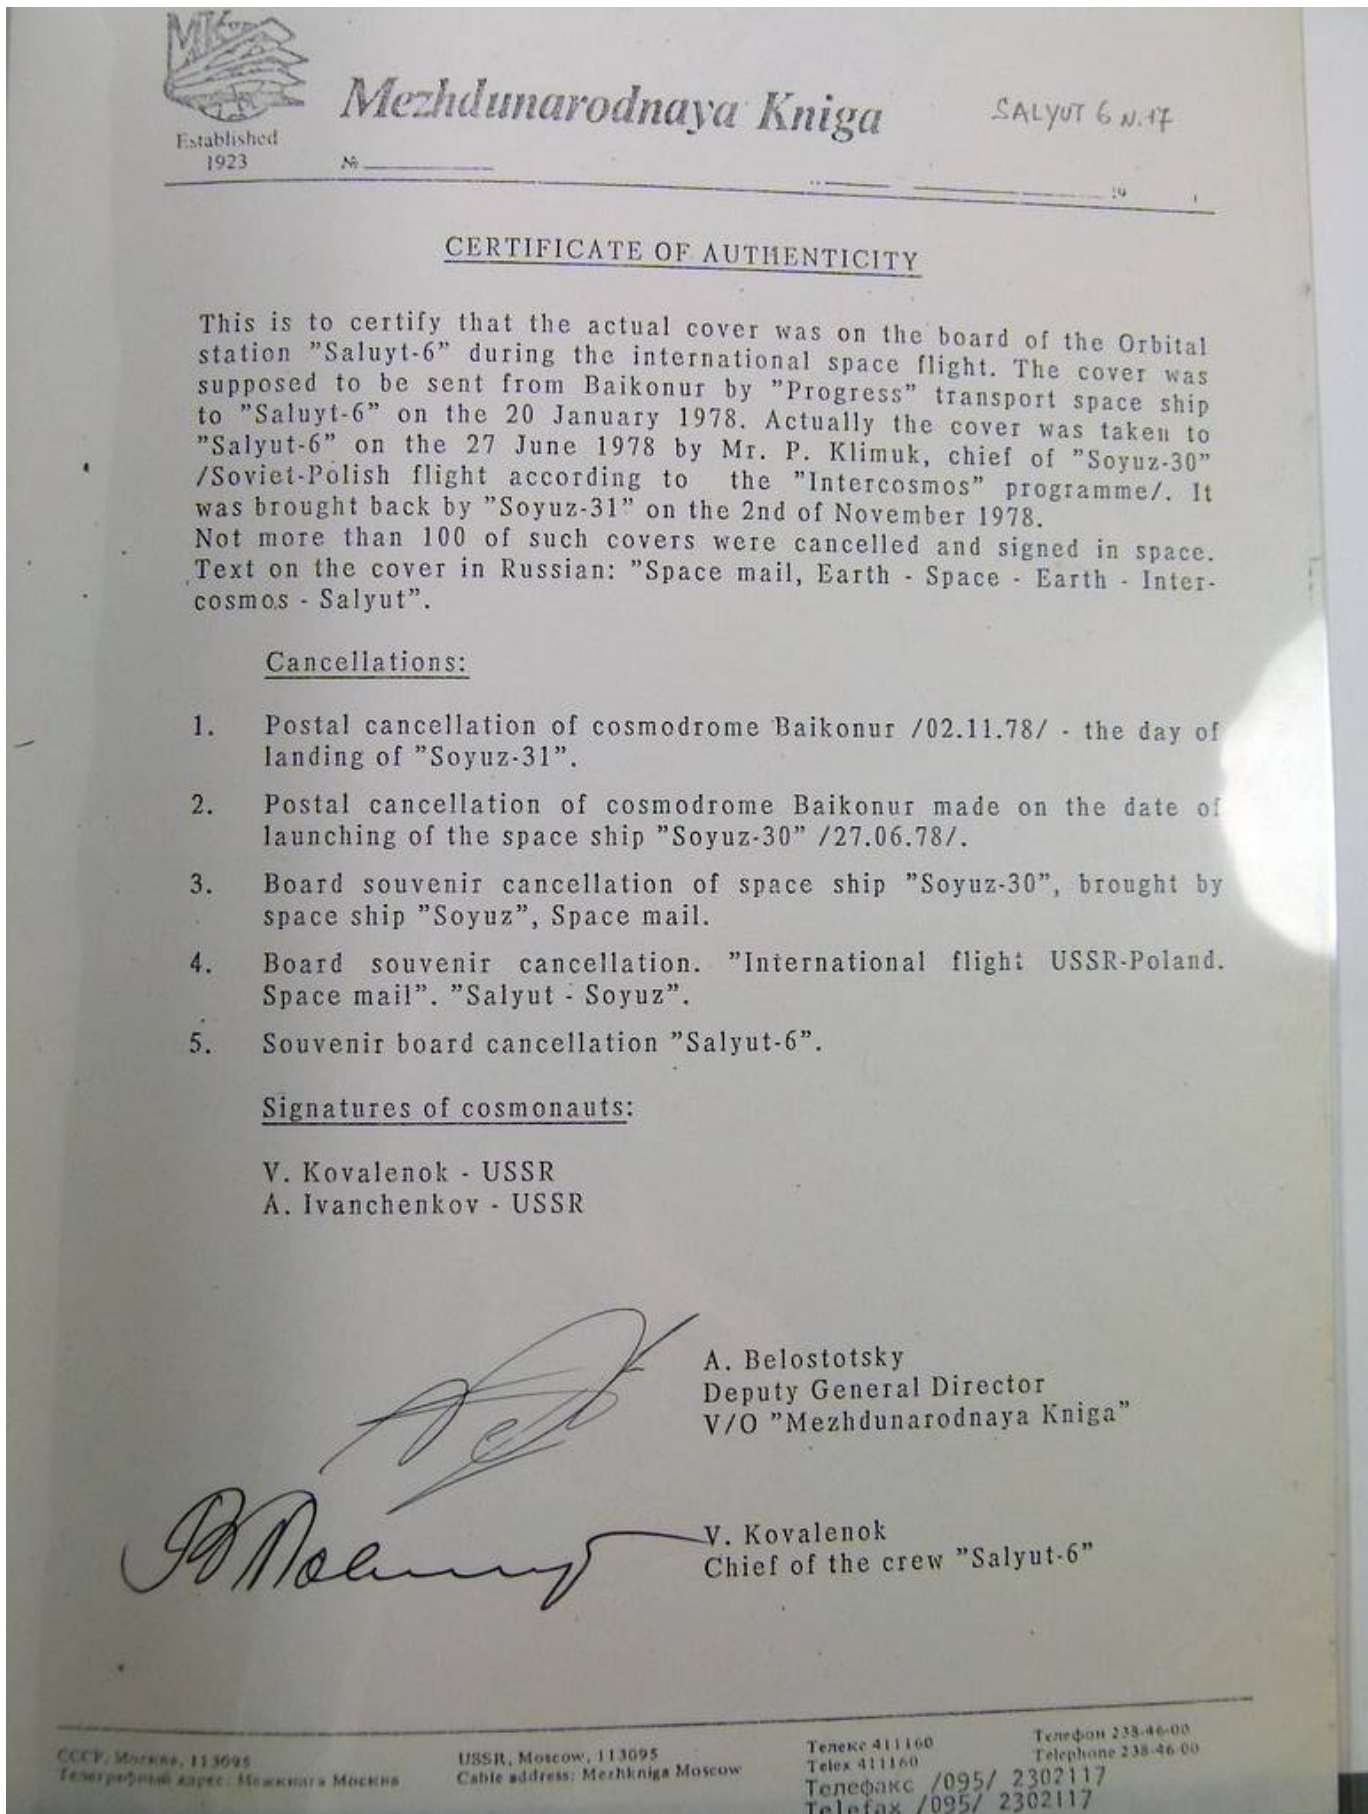 MK
Mezhdunarodnaya Kniga
SALYUT 6 N.17
Established
1923
№
19
CERTIFICATE OF AUTHENTICITY
This is to certify that the actual cover was on the board of the Orbital
station "Saluyt-6" during the international space flight. The cover was
supposed to be sent from Baikonur by "Progress" transport space ship
to "Saluyt-6" on the 20 January 1978. Actually the cover was taken to
"Salyut-6" on the 27 June 1978 by Mr. P. Klimuk, chief of "Soyuz-30"
/Soviet-Polish flight according to the "Intercosmos" programme/. It
was brought back by "Soyuz-31" on the 2nd of November 1978.
Not more than 100 of such covers were cancelled and signed in space.
Text on the cover in Russian: "Space mail, Earth - Space - Earth - Inter-
cosmos - Salyut".
Cancellations:
1. Postal cancellation of cosmodrome Baikonur /02.11.78/ - the day of
landing of "Soyuz-31".
2. Postal cancellation of cosmodrome Baikonur made on the date of
launching of the space ship "Soyuz-30" /27.06.78/.
3. Board souvenir cancellation of space ship "Soyuz-30", brought by
space ship "Soyuz", Space mail.
4. Board souvenir cancellation. "International flight USSR-Poland.
Space mail". "Salyut - Soyuz".
5. Souvenir board cancellation "Salyut-6".
Signatures of cosmonauts:
V. Kovalenok - USSR
A. Ivanchenkov - USSR
A. Belostotsky
Deputy General Director
V/O "Mezhdunarodnaya Kniga"
V. Kovalenok
Chief of the crew "Salyut-6"
СССР, Москва, 113095
Телеграфный адрес: Межкнига Москва
USSR, Moscow, 113095
Cable address: Mezhkniga Moscow
Телекс 411160
Telex 411160
Телефон 238-46-00
Telephone 238-46-00
Телефакс /095/ 2302117
Telefax /095/ 2302117